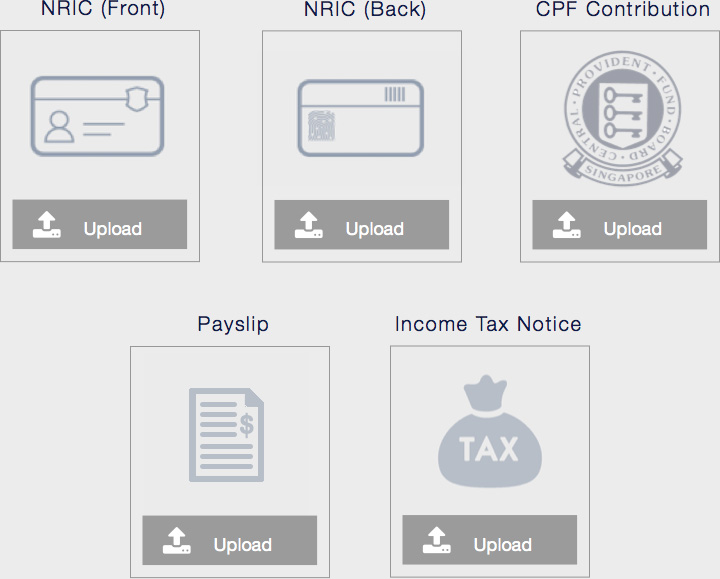 NRIC (Front)
NRIC (Back)
CPF Contribution
CENTRAL · PROVIDENT · FUND · BOARD
SINGAPORE
Upload
Upload
Upload
Payslip
Income Tax Notice
$
TAX
Upload
Upload